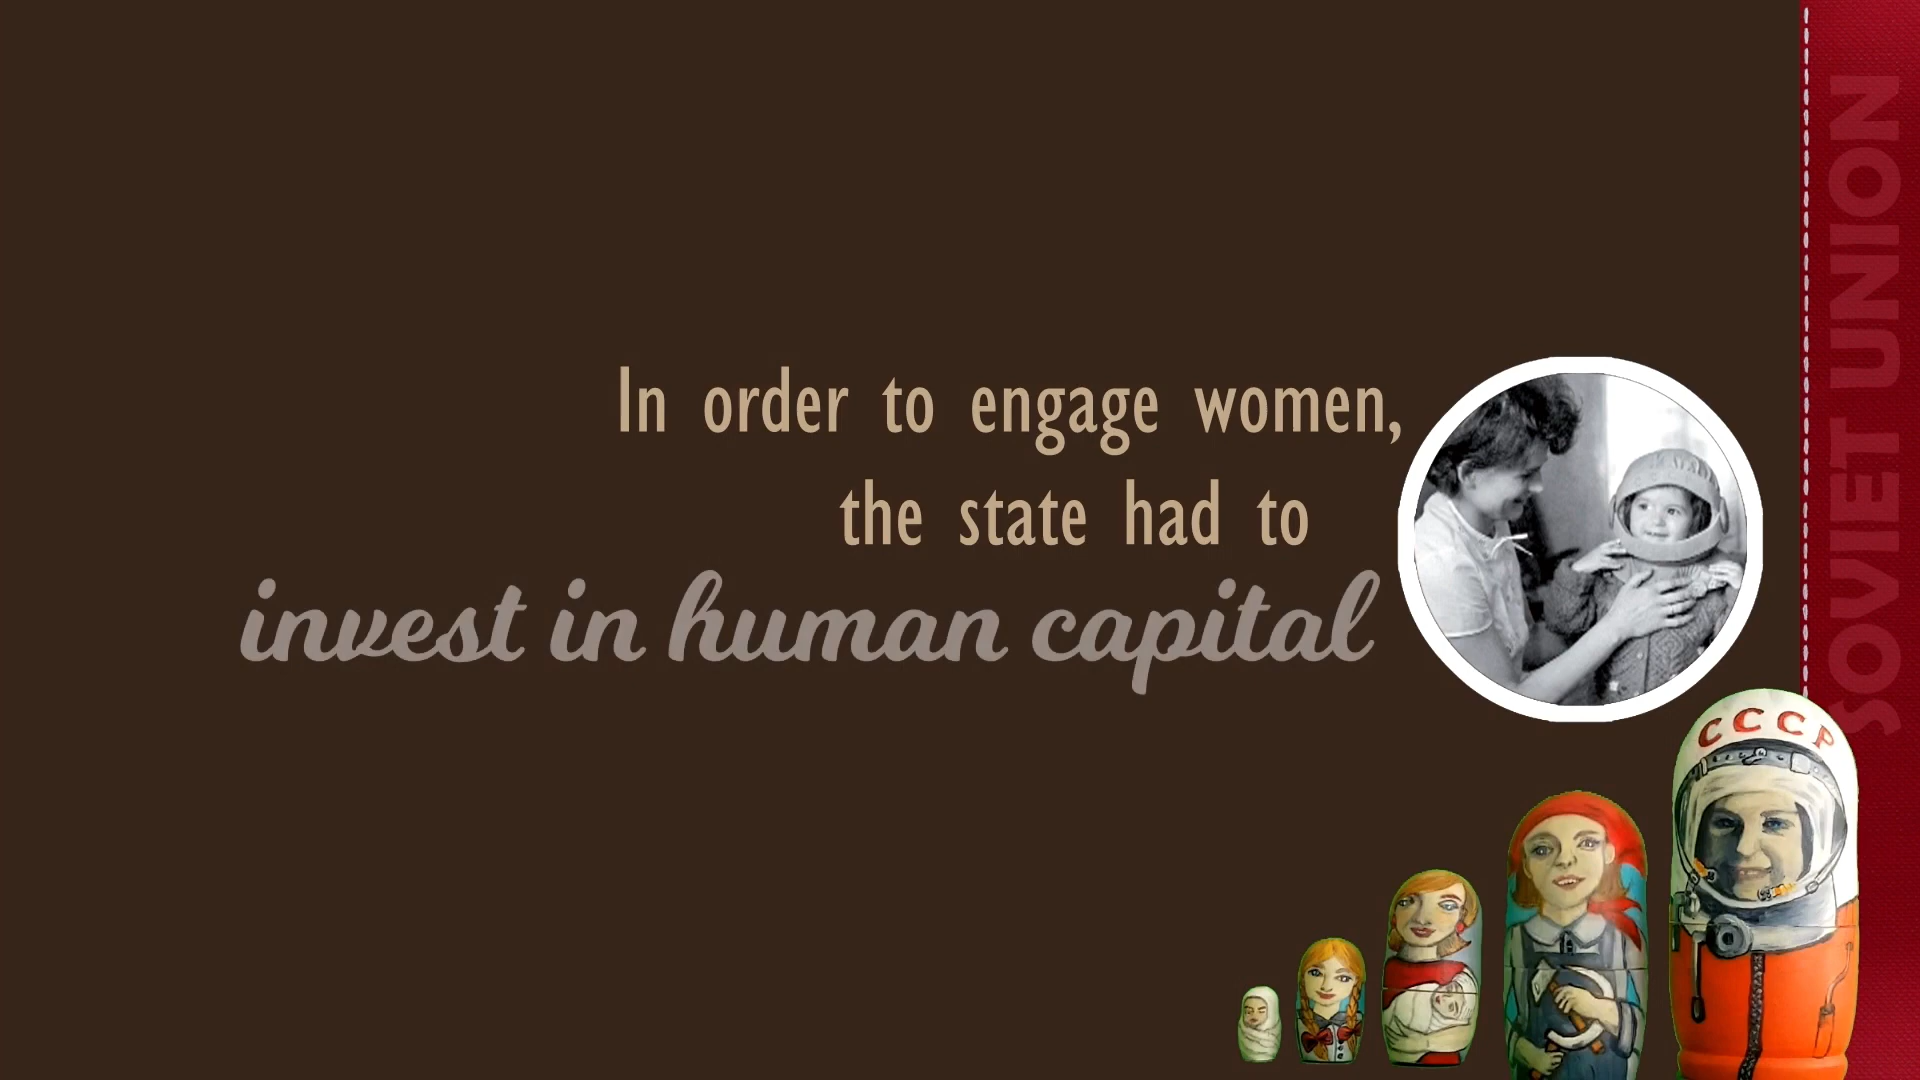 In order to engage women,
the state had to
invest in human capital
SOVIET UNION
CCCP